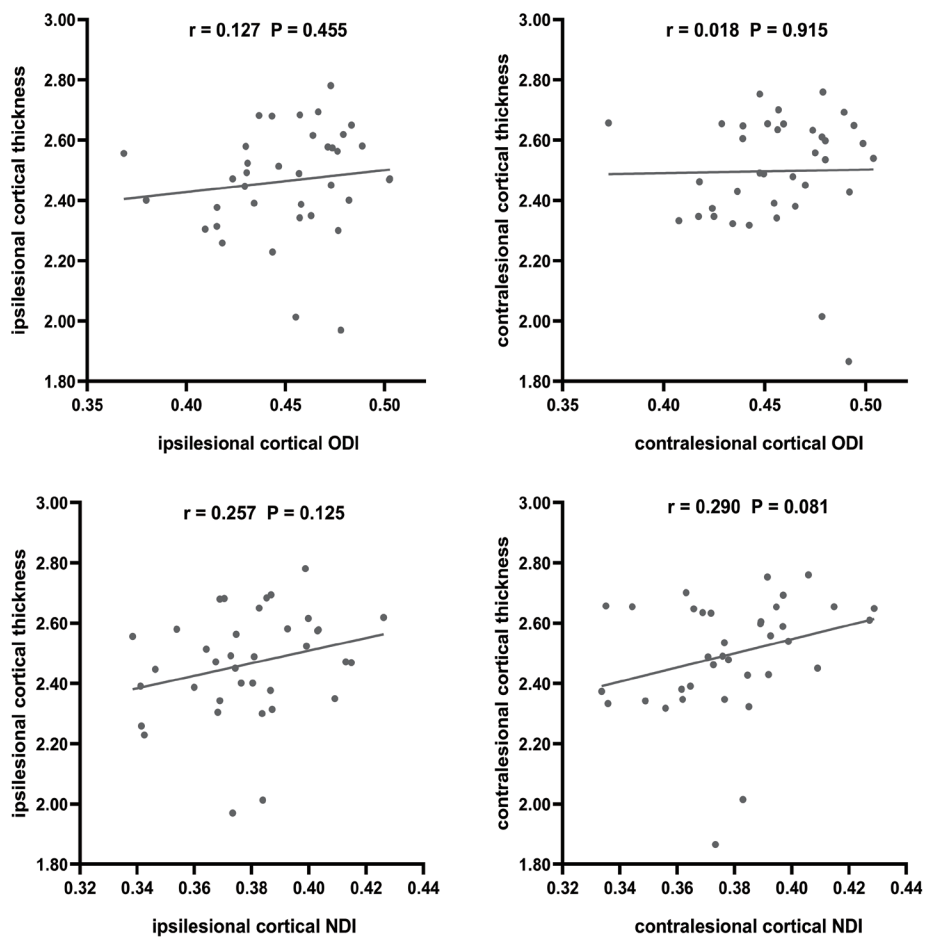 r = 0.127 P = 0.455
ipsilesional cortical thickness
3.00
2.80
2.60
2.40
2.20
2.00
1.80
0.35 0.40 0.45 0.50
ipsilesional cortical ODI
r = 0.018 P = 0.915
contralesional cortical thickness
3.00
2.80
2.60
2.40
2.20
2.00
1.80
0.35 0.40 0.45 0.50
contralesional cortical ODI
r = 0.257 P = 0.125
ipsilesional cortical thickness
3.00
2.80
2.60
2.40
2.20
2.00
1.80
0.32 0.34 0.36 0.38 0.40 0.42 0.44
ipsilesional cortical NDI
r = 0.290 P = 0.081
contralesional cortical thickness
3.00
2.80
2.60
2.40
2.20
2.00
1.80
0.32 0.34 0.36 0.38 0.40 0.42 0.44
contralesional cortical NDI